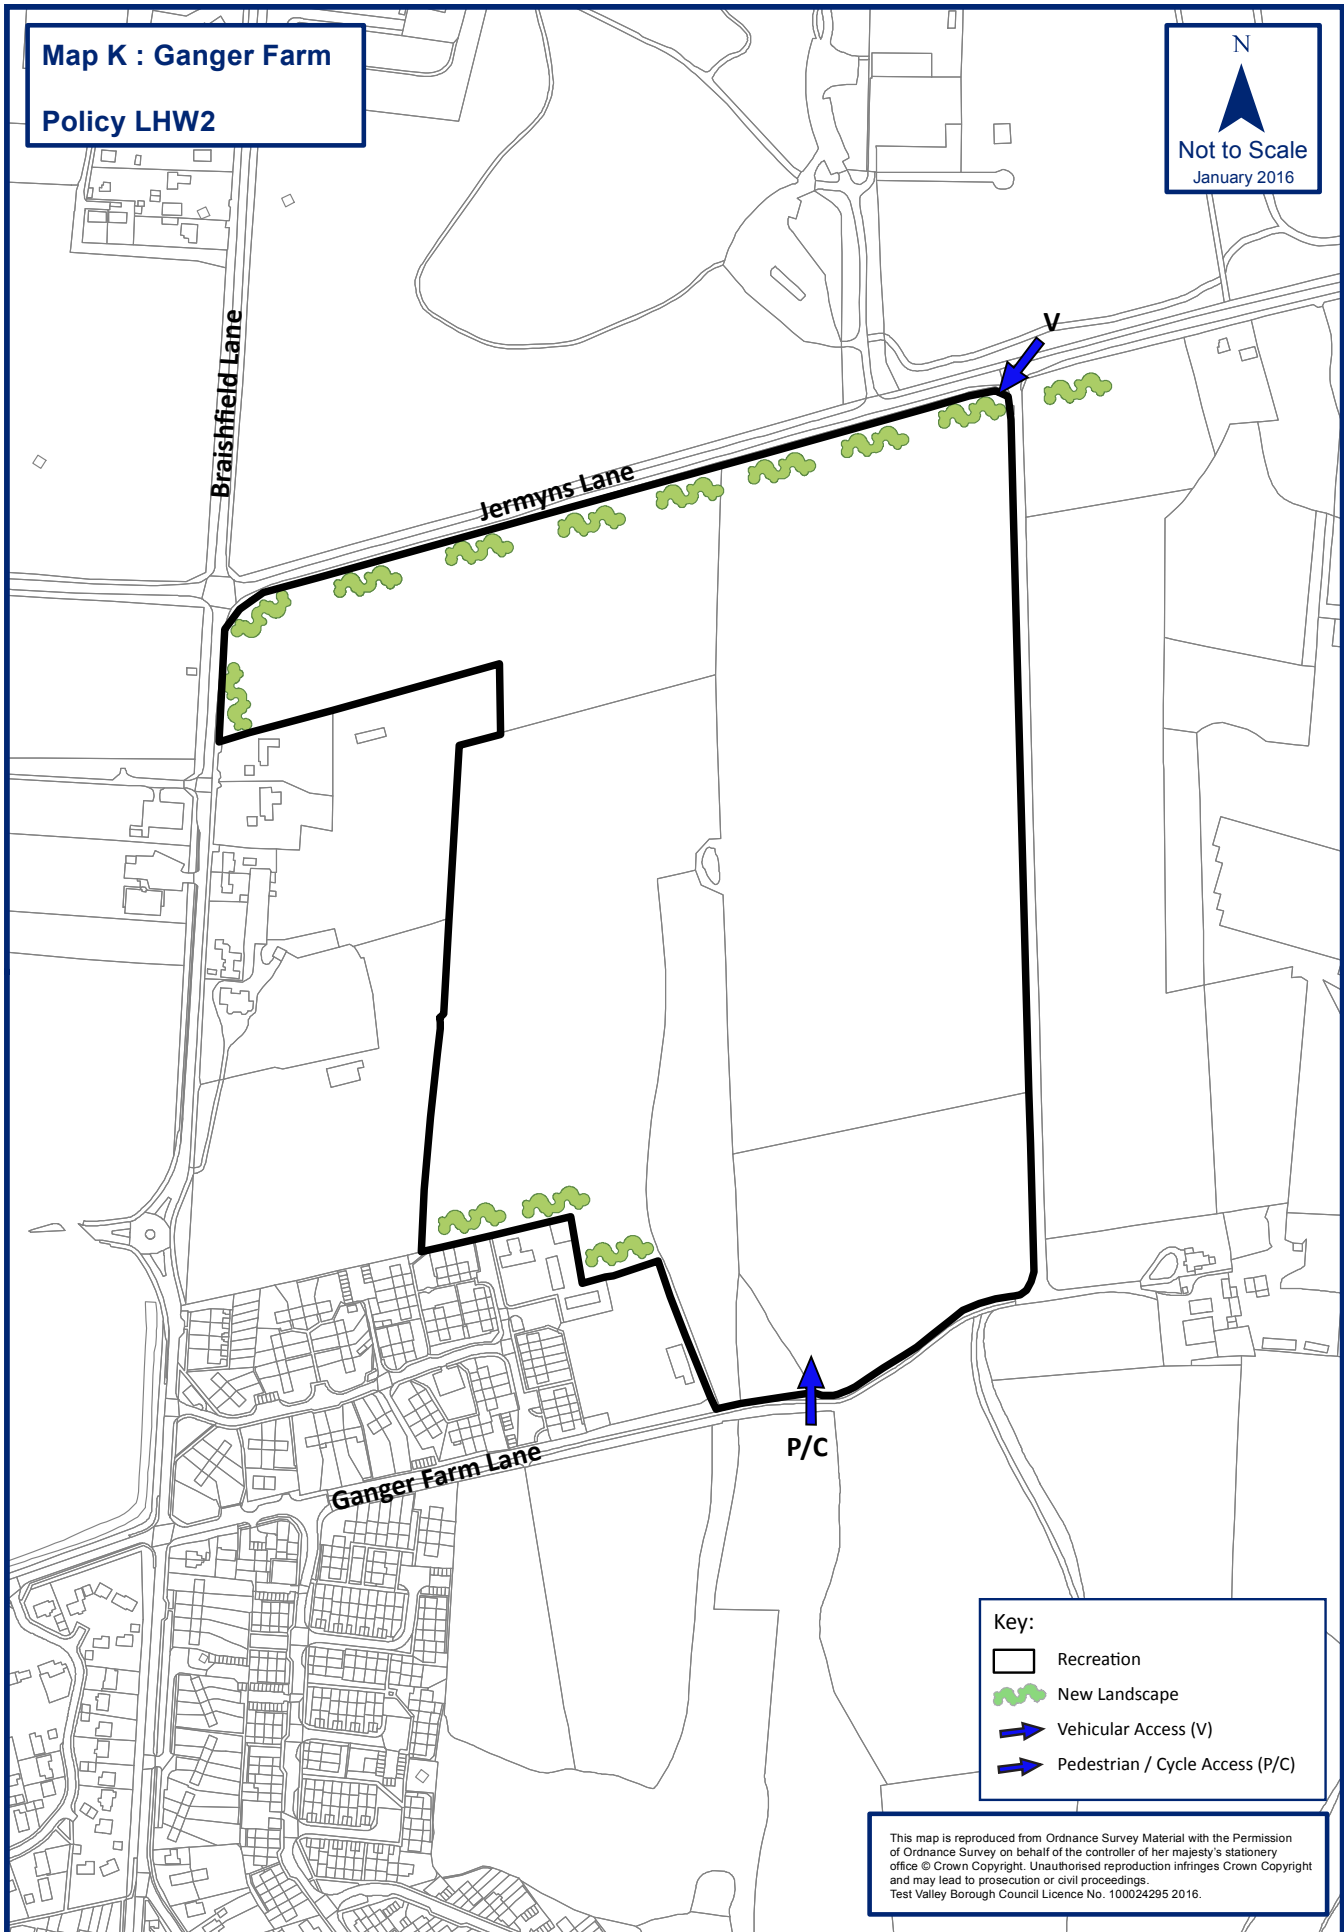 Map K : Ganger Farm
Policy LHW2
N
Not to Scale
January 2016
Braishfield Lane
V
Jermyns Lane
P/C
Ganger Farm Lane
Key:
Recreation
New Landscape
Vehicular Access (V)
Pedestrian / Cycle Access (P/C)
This map is reproduced from Ordnance Survey Material with the Permission
of Ordnance Survey on behalf of the controller of her majesty's stationery
office © Crown Copyright. Unauthorised reproduction infringes Crown Copyright
and may lead to prosecution or civil proceedings.
Test Valley Borough Council Licence No. 100024295 2016.